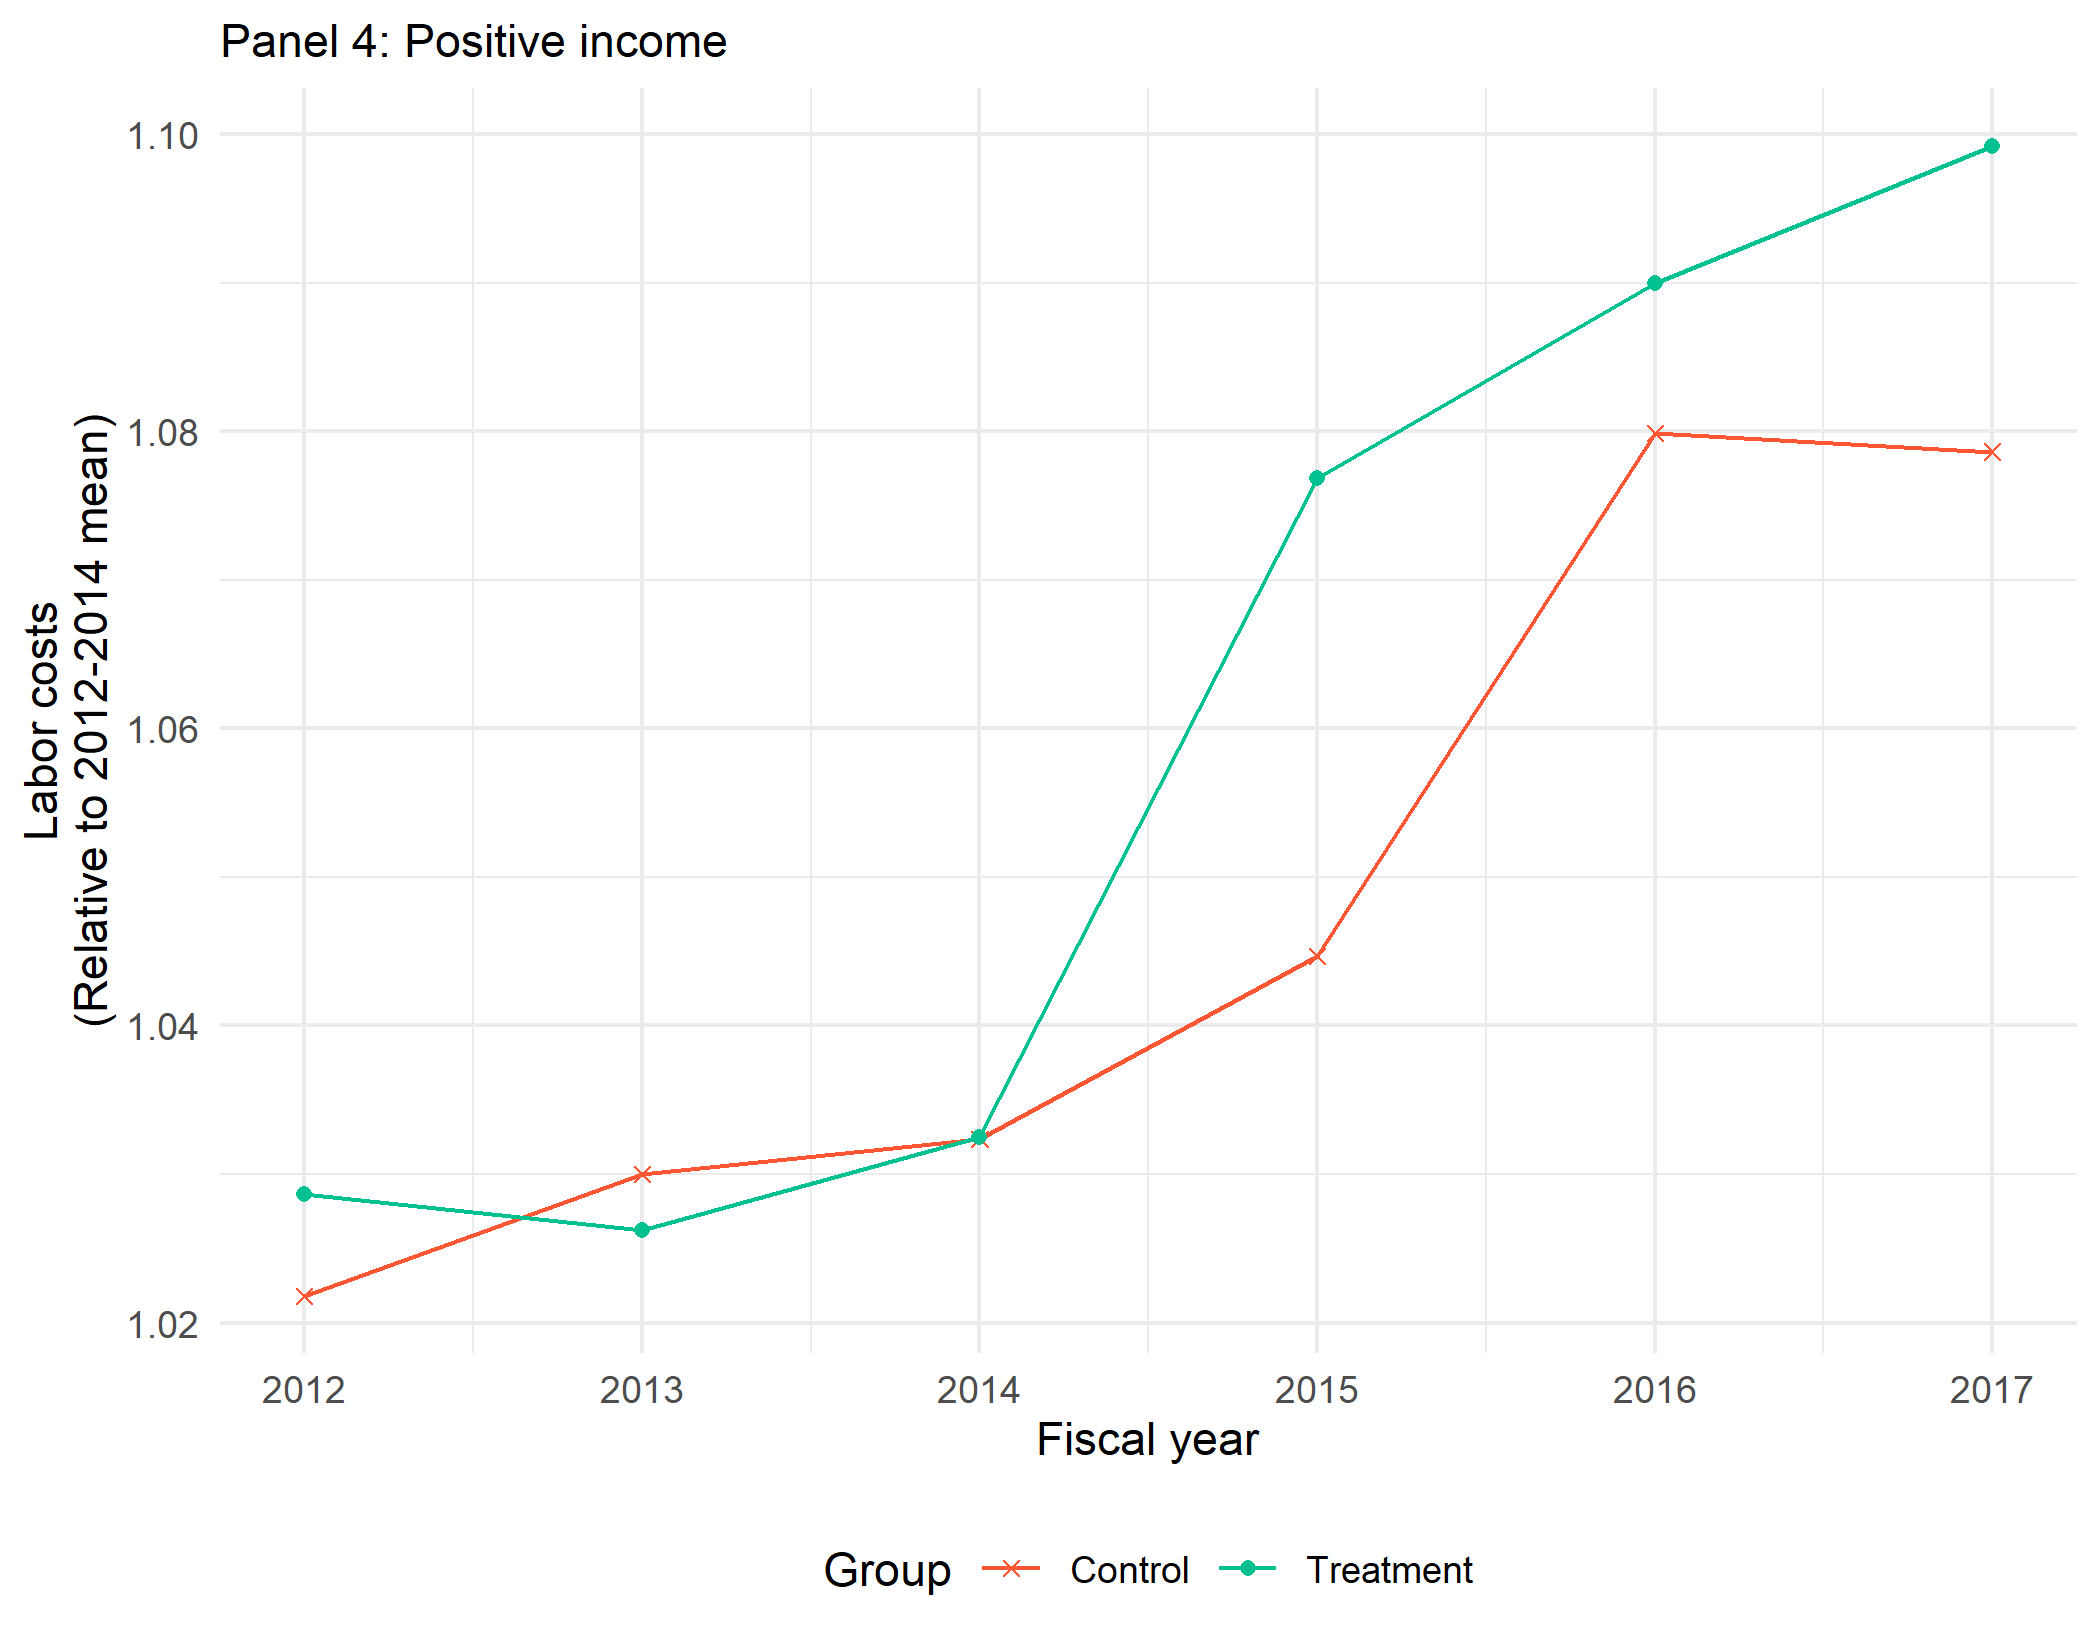 Panel 4: Positive income
Labor costs
(Relative to 2012-2014 mean)
1.10
1.08
1.06
1.04
1.02
2012 2013 2014 2015 2016 2017
Fiscal year
Group Control Treatment